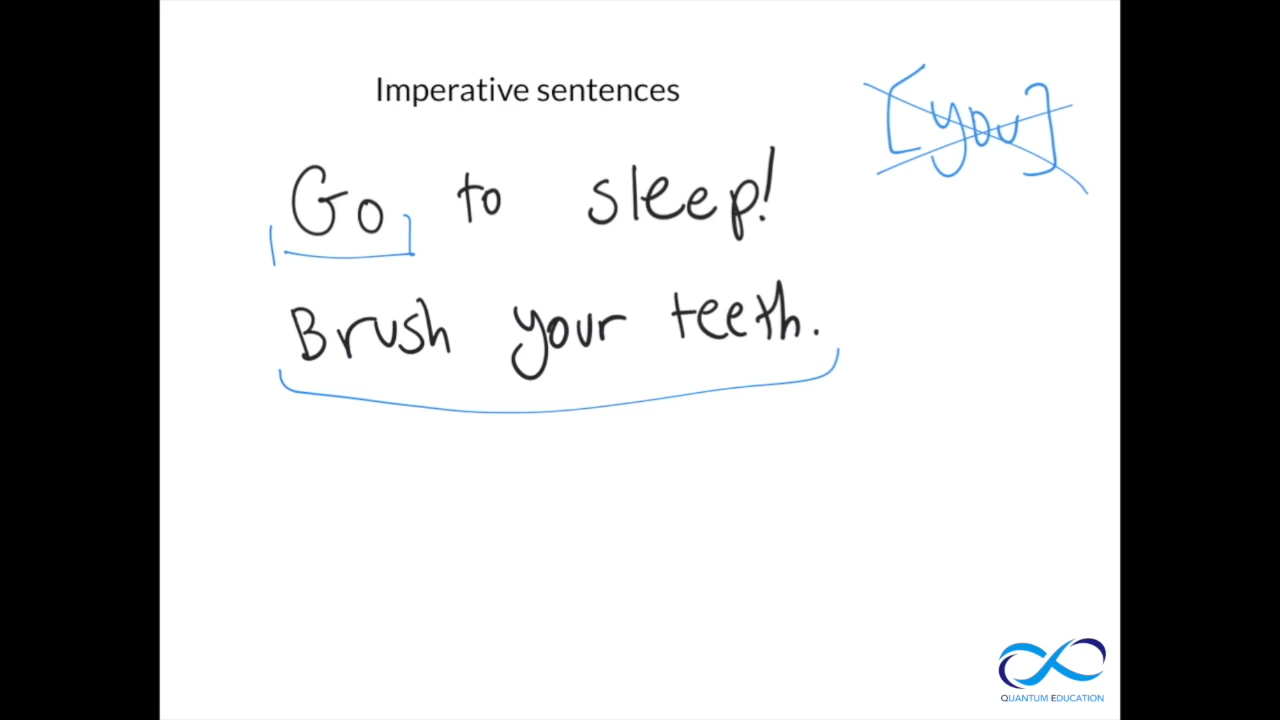 Imperative sentences
[you]
Go to sleep!
Brush your teeth.
QUANTUM EDUCATION